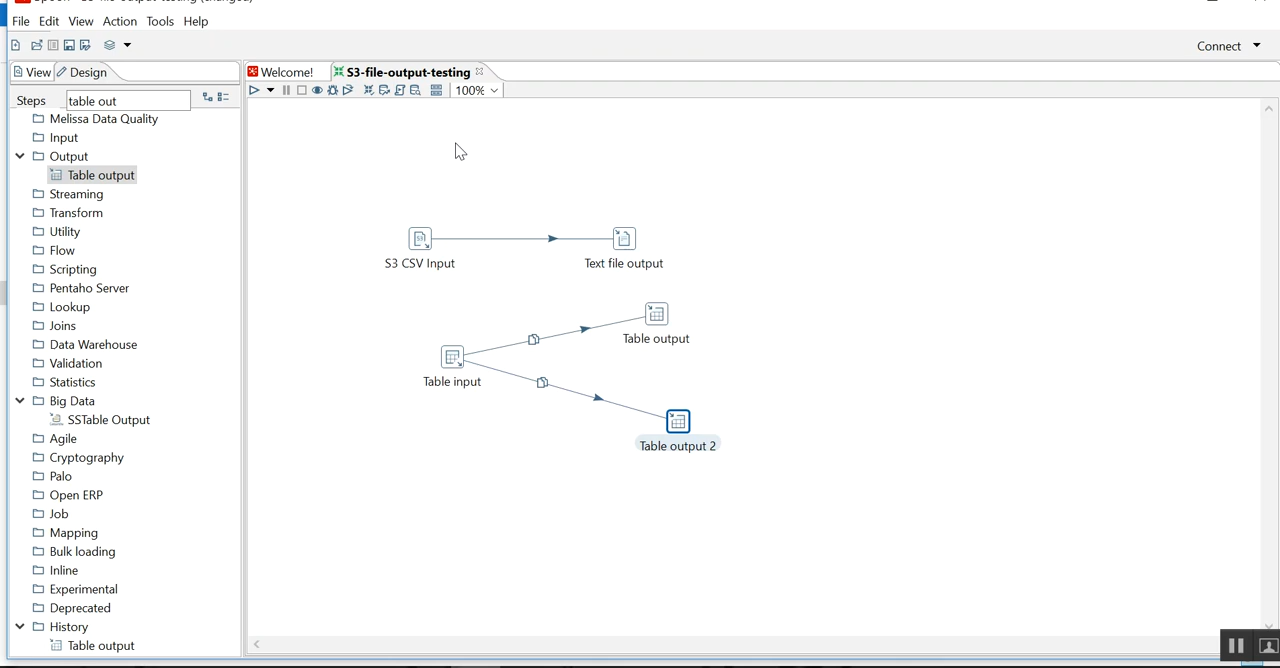 File Edit View Action Tools Help
Connect
View Design
Welcome! S3-file-output-testing
Steps table out
100%
Melissa Data Quality
Input
Output
Table output
Streaming
Transform
Utility
Flow
Scripting
Pentaho Server
Lookup
Joins
Data Warehouse
Validation
Statistics
Big Data
SSTable Output
Agile
Cryptography
Palo
Open ERP
Job
Mapping
Bulk loading
Inline
Experimental
Deprecated
History
Table output
S3 CSV Input
Text file output
Table output
Table input
Table output 2